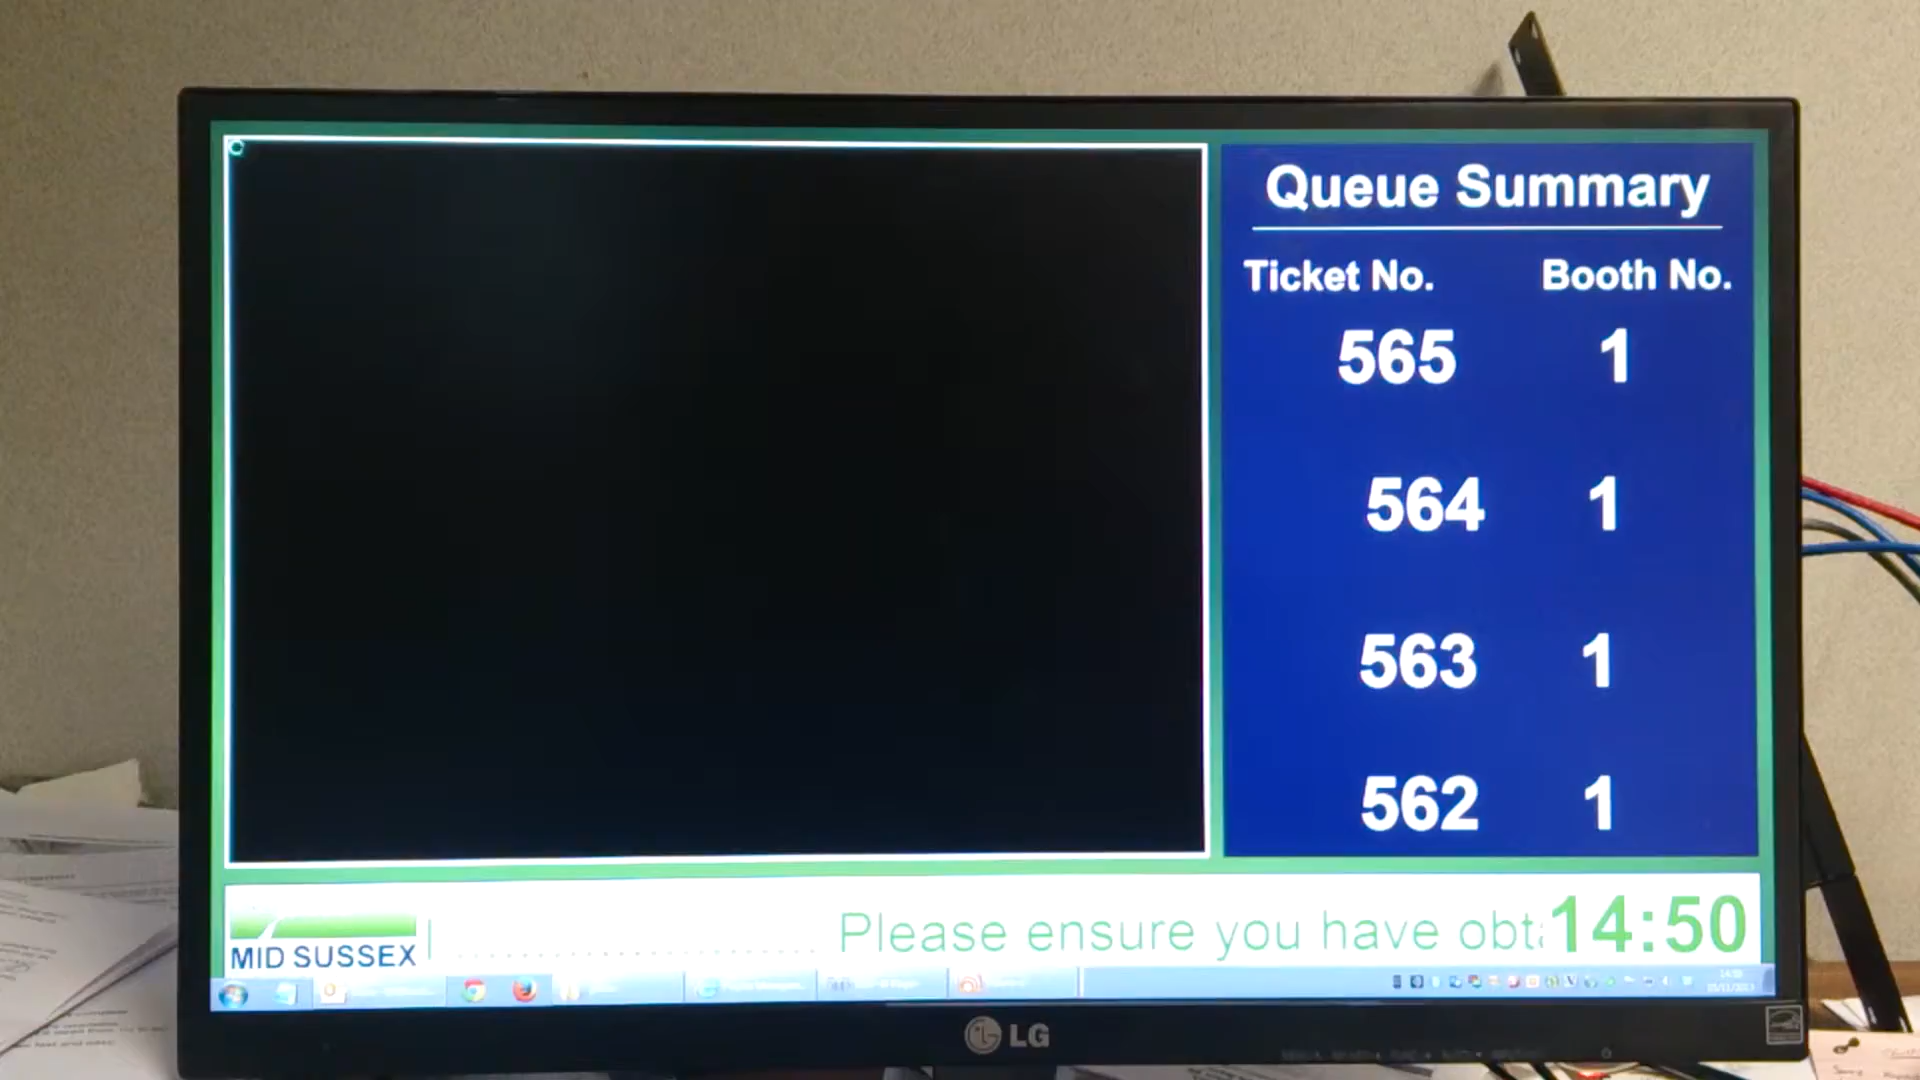 Queue Summary
Ticket No. Booth No.
565 1
564 1
563 1
562 1
MID SUSSEX
Please ensure you have obt
14:50
LG